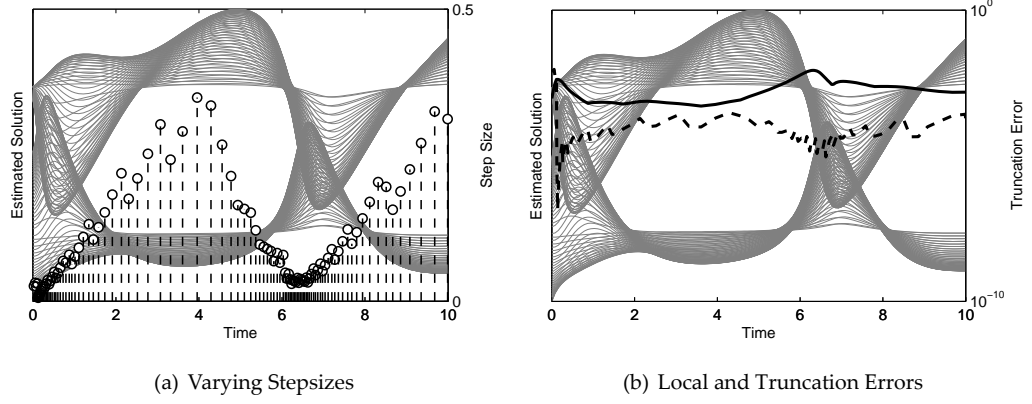 0.5
Estimated Solution
Step Size
0
0 2 4 6 8 10
Time
(a) Varying Stepsizes
10^0
Estimated Solution
Truncation Error
10^-10
0 2 4 6 8 10
Time
(b) Local and Truncation Errors